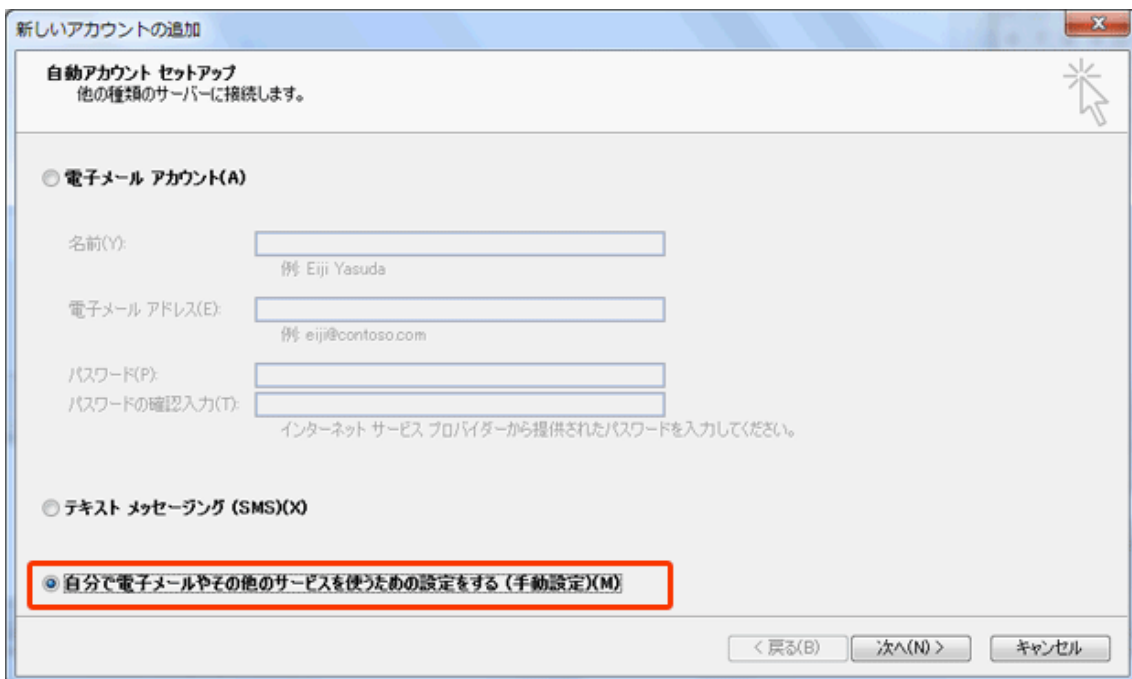 新しいアカウントの追加
自動アカウント セットアップ
他の種類のサーバーに接続します。
電子メール アカウント(A)
名前(Y):
例: Eiji Yasuda
電子メール アドレス(E):
例: eiji@contoso.com
パスワード(P):
パスワードの確認入力(T):
インターネット サービス プロバイダーから提供されたパスワードを入力してください。
テキスト メッセージング (SMS)(X)
自分で電子メールやその他のサービスを使うための設定をする (手動設定)(M)
< 戻る(B) 次へ(N) > キャンセル